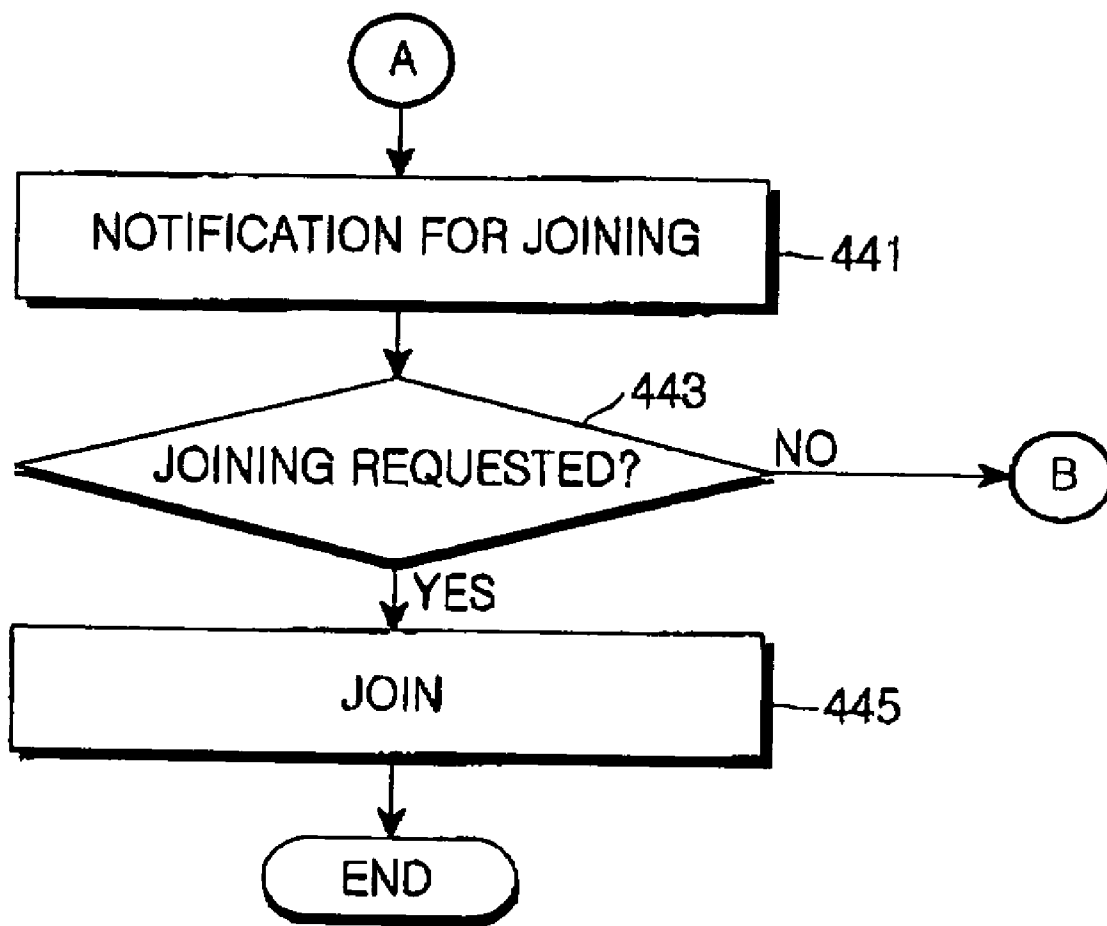 A
NOTIFICATION FOR JOINING
441
443
JOINING REQUESTED?
NO
B
YES
JOIN
445
END